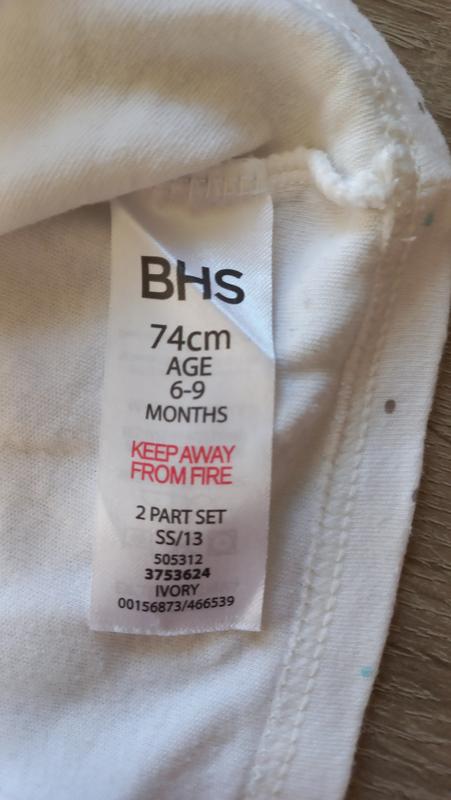 BHS
74cm
AGE
6-9
MONTHS
KEEP AWAY
FROM FIRE
2 PART SET
SS/13
505312
3753624
IVORY
00156873/466539